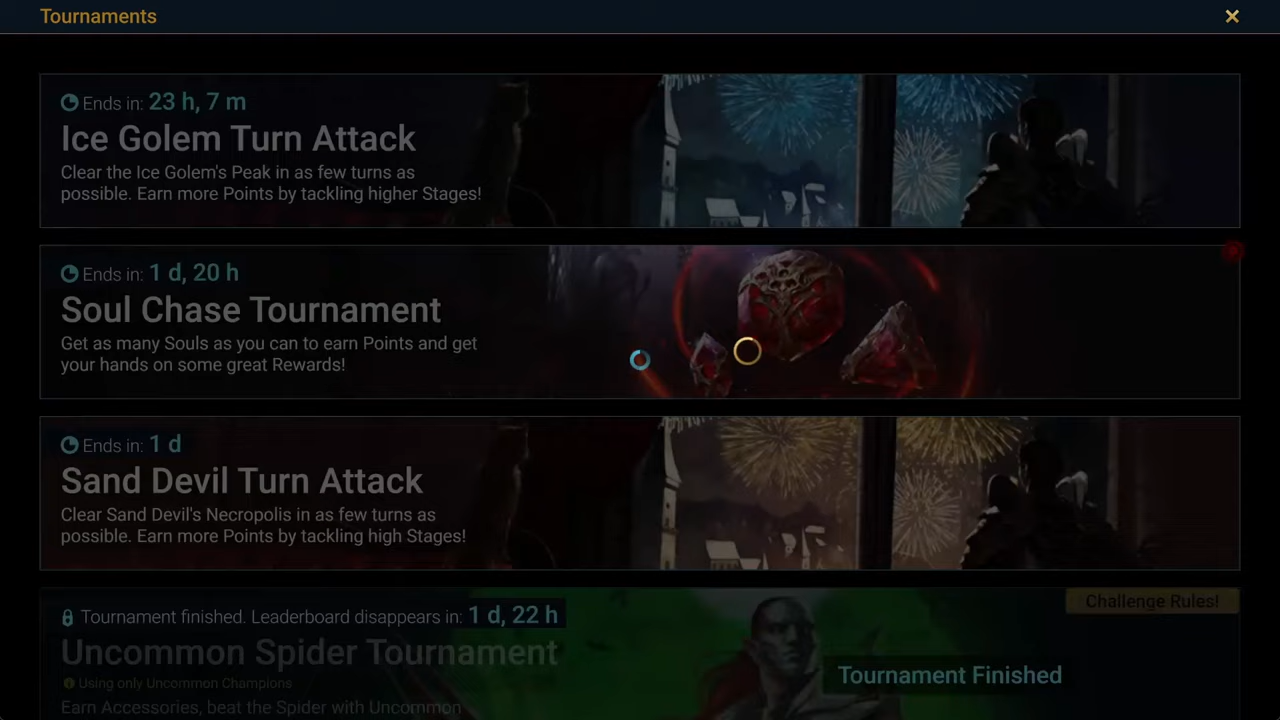 Tournaments
Ends in: 23 h, 7 m
Ice Golem Turn Attack
Clear the Ice Golem's Peak in as few turns as
possible. Earn more Points by tackling higher Stages!
Ends in: 1 d, 20 h
Soul Chase Tournament
Get as many Souls as you can to earn Points and get
your hands on some great Rewards!
Ends in: 1 d
Sand Devil Turn Attack
Clear Sand Devil's Necropolis in as few turns as
possible. Earn more Points by tackling high Stages!
Tournament finished. Leaderboard disappears in: 1 d, 22 h
Challenge Rules!
Uncommon Spider Tournament
Tournament Finished
Using only Uncommon Champions
Earn Accessories, beat the Spider with Uncommon